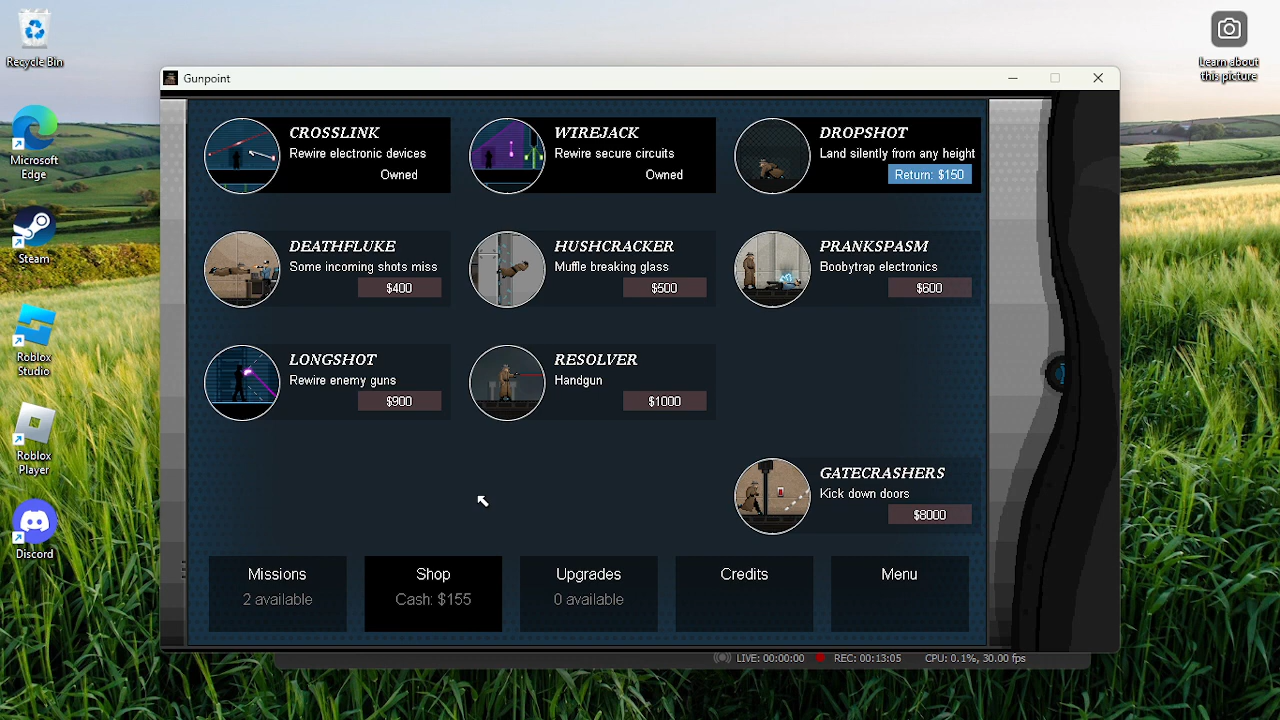 Recycle Bin
Learn about
this picture
Gunpoint
Microsoft
Edge
Steam
Roblox
Studio
Roblox
Player
Discord
CROSSLINK
Rewire electronic devices
Owned
WIREJACK
Rewire secure circuits
Owned
DROPSHOT
Land silently from any height
Return: $150
DEATHFLUKE
Some incoming shots miss
$400
HUSHCRACKER
Muffle breaking glass
$500
PRANKSPASM
Boobytrap electronics
$600
LONGSHOT
Rewire enemy guns
$900
RESOLVER
Handgun
$1000
GATECRASHERS
Kick down doors
$8000
Missions
2 available
Shop
Cash: $155
Upgrades
0 available
Credits
Menu
LIVE: 00:00:00
REC: 00:13:05
CPU: 0.1%, 30.00 fps